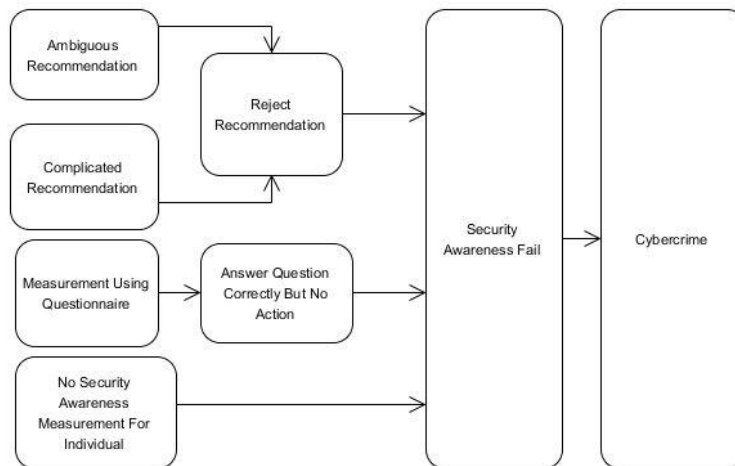 Ambiguous
Recommendation
Reject
Recommendation
Complicated
Recommendation
Measurement Using
Questionnaire
Answer Question
Correctly But No
Action
No Security
Awareness
Measurement For
Individual
Security
Awareness Fail
Cybercrime